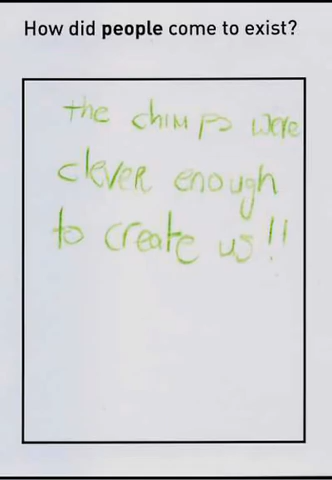 How did people come to exist?
the chimps were
clever enough
to create us!!